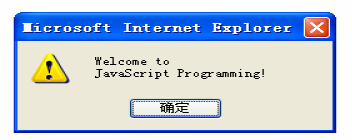 Microsoft Internet Explorer
Welcome to
JavaScript Programming!
确定